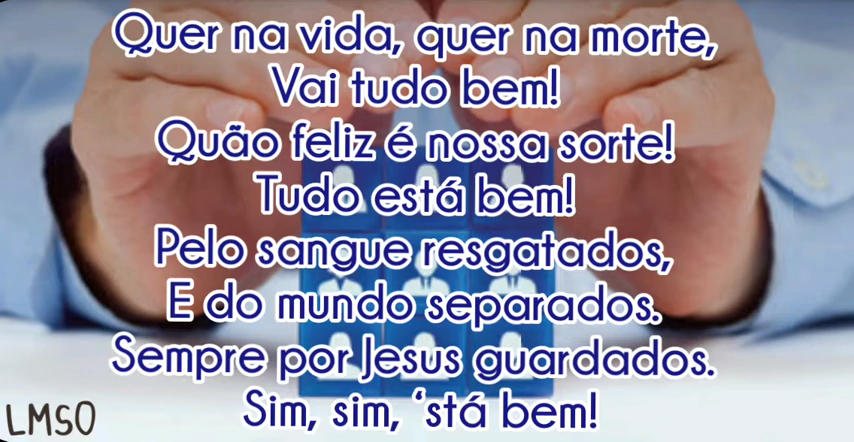 Quer na vida, quer na morte,
Vai tudo bem!
Quão feliz é nossa sorte!
Tudo está bem!
Pelo sangue resgatados,
E do mundo separados.
Sempre por Jesus guardados.
Sim, sim, ‘stá bem!
LMSO